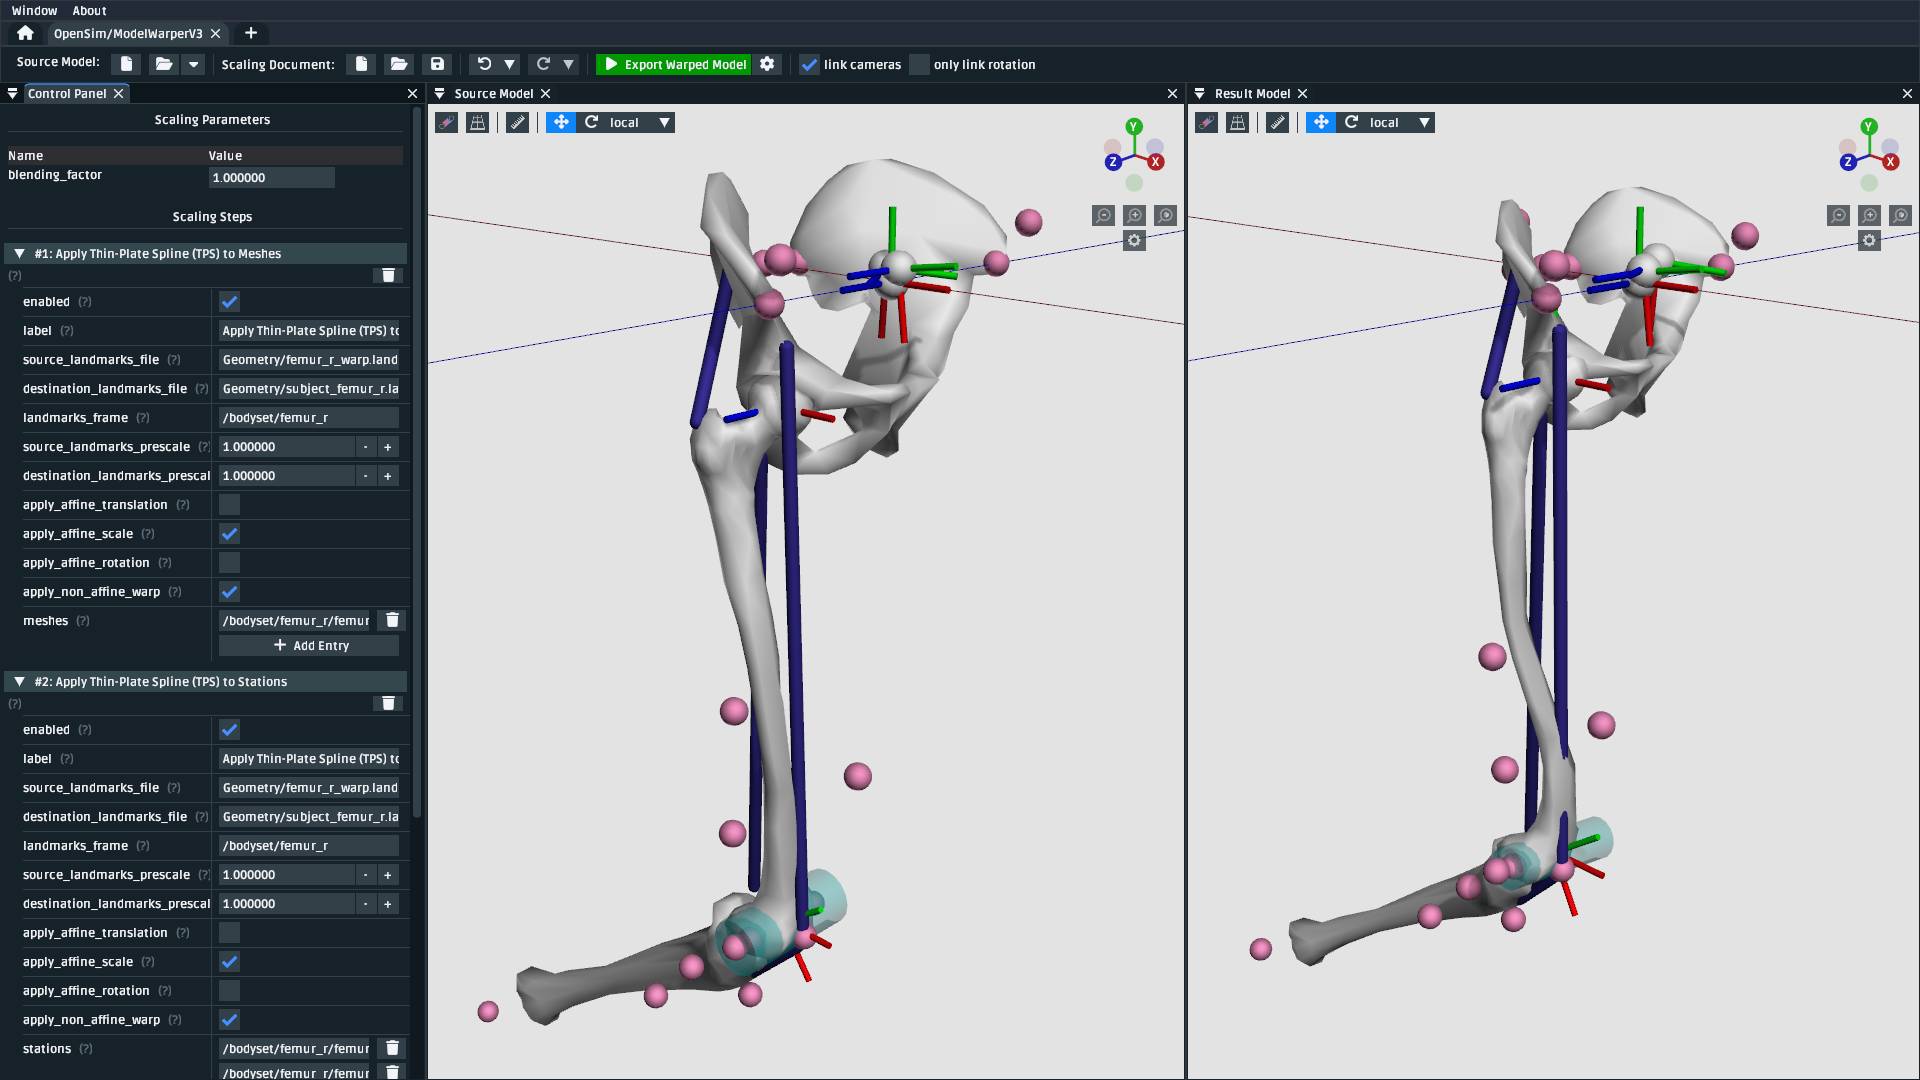 Window About
OpenSim/ModelWarperV3
Source Model: Scaling Document: Export Warped Model link cameras only link rotation
Control Panel
Scaling Parameters
Name Value
blending_factor 1.000000
Scaling Steps
#1: Apply Thin-Plate Spline (TPS) to Meshes
(?)
enabled (?)
label (?) Apply Thin-Plate Spline (TPS) to
source_landmarks_file (?) Geometry/femur_r_warp.land
destination_landmarks_file (?) Geometry/subject_femur_r.la
landmarks_frame (?) /bodyset/femur_r
source_landmarks_prescale (?) 1.000000 - +
destination_landmarks_prescal 1.000000 - +
apply_affine_translation (?)
apply_affine_scale (?)
apply_affine_rotation (?)
apply_non_affine_warp (?)
meshes (?) /bodyset/femur_r/femur
+ Add Entry
#2: Apply Thin-Plate Spline (TPS) to Stations
(?)
enabled (?)
label (?) Apply Thin-Plate Spline (TPS) to
source_landmarks_file (?) Geometry/femur_r_warp.land
destination_landmarks_file (?) Geometry/subject_femur_r.la
landmarks_frame (?) /bodyset/femur_r
source_landmarks_prescale (?) 1.000000 - +
destination_landmarks_prescal 1.000000 - +
apply_affine_translation (?)
apply_affine_scale (?)
apply_affine_rotation (?)
apply_non_affine_warp (?)
stations (?) /bodyset/femur_r/femur
/bodyset/femur_r/femur
Source Model
local
Y
Z X
Result Model
local
Y
Z X